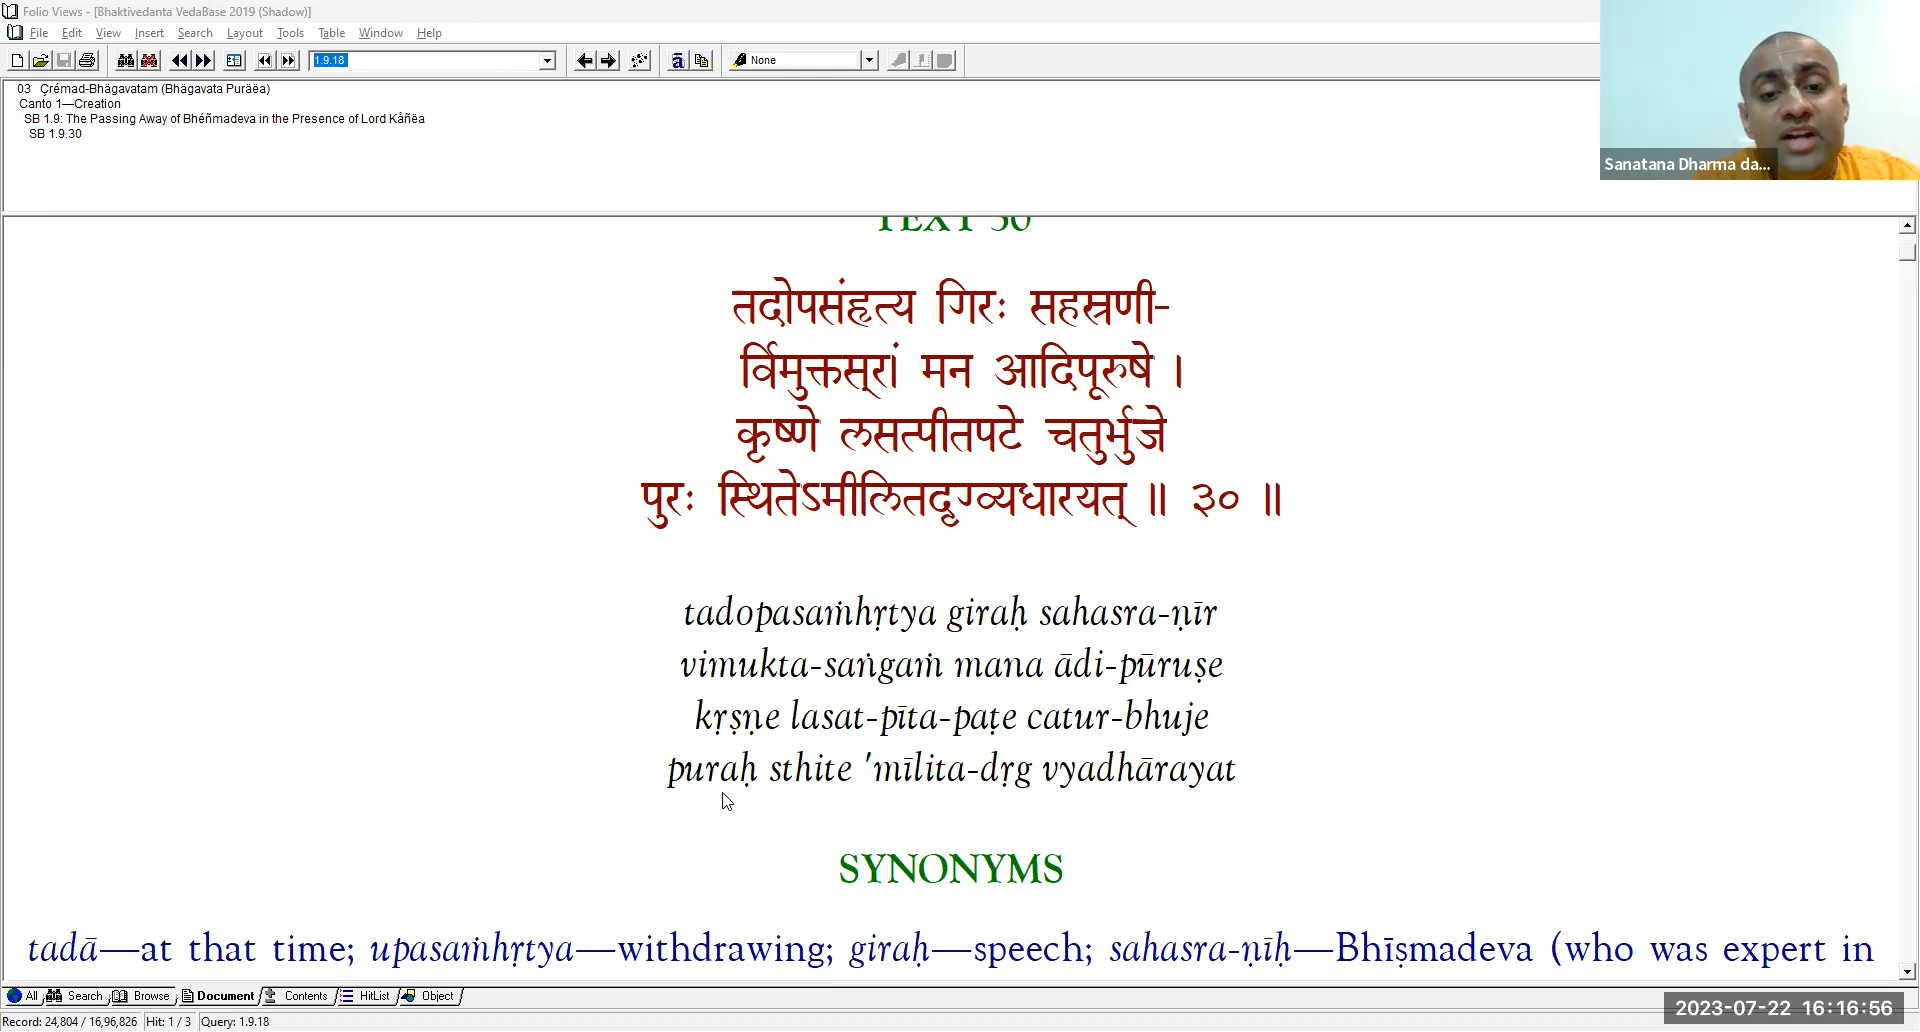 Folio Views - [Bhaktivedanta VedaBase 2019 (Shadow)]
File Edit View Insert Search Layout Tools Table Window Help
1.9.18 None
03 Çrémad-Bhägavatam (Bhägavata Puräëa)
Canto 1—Creation
SB 1.9: The Passing Away of Bhéñmadeva in the Presence of Lord Kåñëa
SB 1.9.30
Sanatana Dharma da...
TEXT 30
तदोपसंहृत्य गिरः सहस्रणी-
र्विमुक्तस्रां मन आदिपूरुषे ।
कृष्णे लसत्पीतपटे चतुर्भुजे
पुरः स्थितेऽमीलितदृग्व्यधारयत् ॥ ३० ॥
tadopasaṁhṛtya giraḥ sahasra-ṇīr
vimukta-saṅgaṁ mana ādi-pūruṣe
kṛṣṇe lasat-pīta-paṭe catur-bhuje
puraḥ sthite 'mīlita-dṛg vyadhārayat
SYNONYMS
tadā—at that time; upasaṁhṛtya—withdrawing; giraḥ—speech; sahasra-ṇīḥ—Bhīṣmadeva (who was expert in
All Search Browse Document Contents HitList Object
2023-07-22 16:16:56
Record: 24,804 / 16,96,826 Hit: 1 / 3 Query: 1.9.18